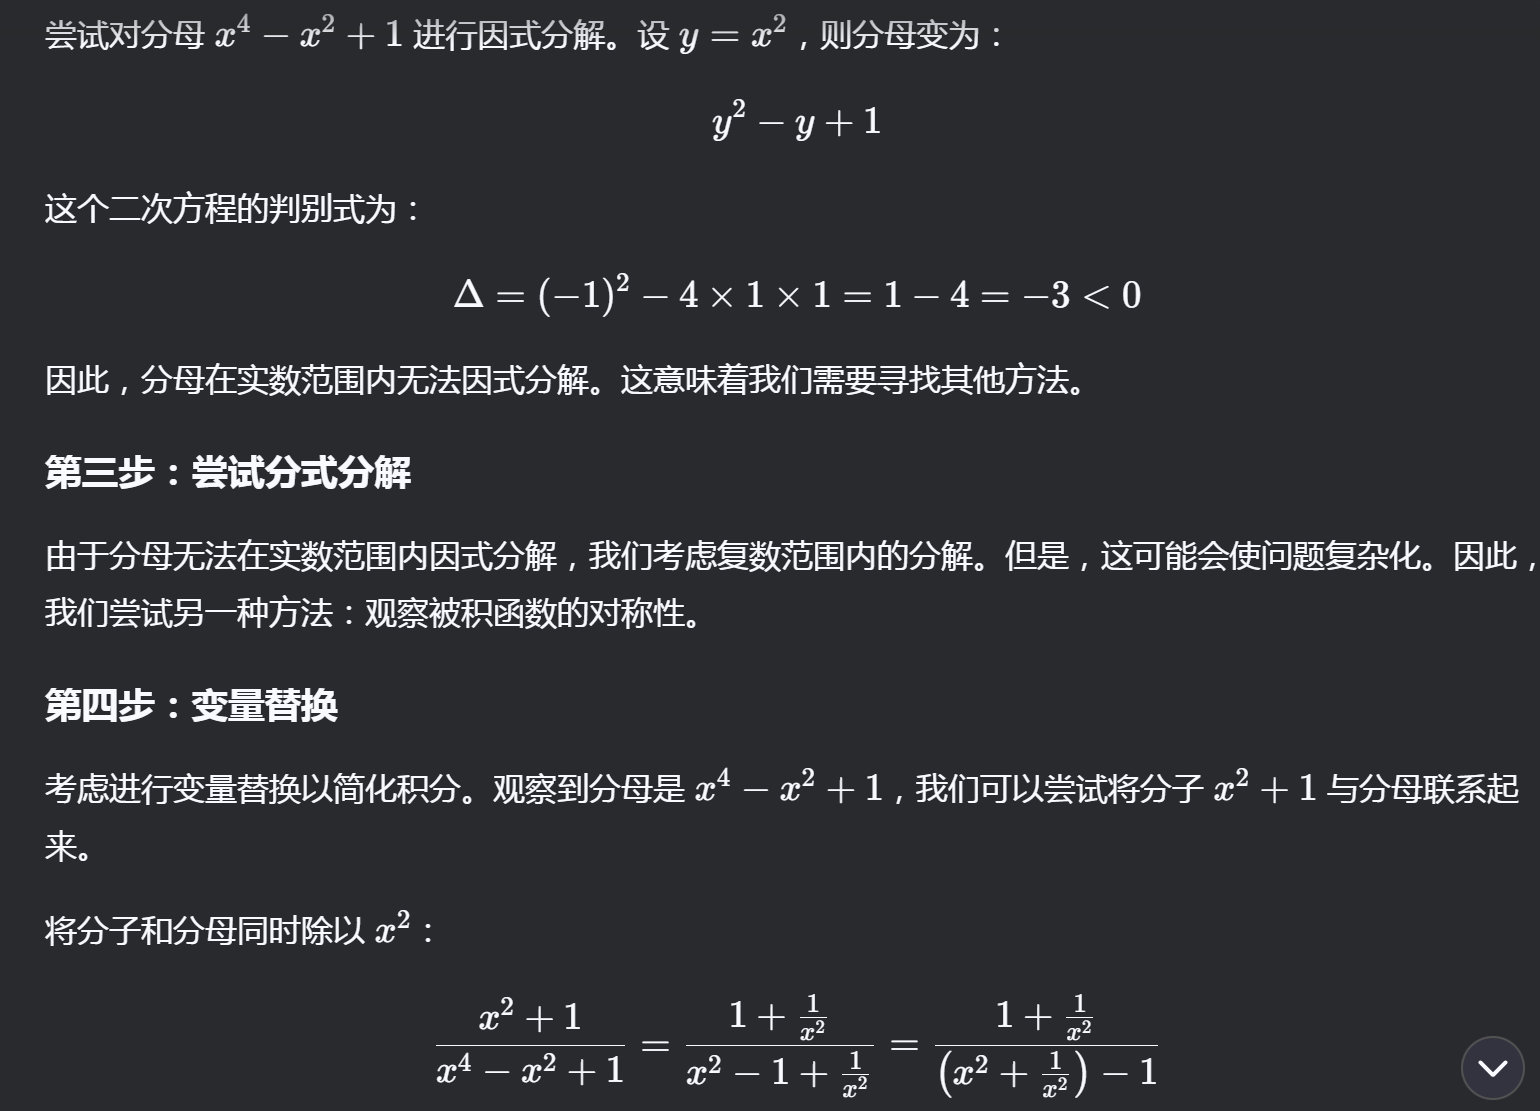 尝试对分母 x⁴ − x² + 1 进行因式分解。设 y = x²，则分母变为：
y² − y + 1
这个二次方程的判别式为：
Δ = (−1)² − 4 × 1 × 1 = 1 − 4 = −3 < 0
因此，分母在实数范围内无法因式分解。这意味着我们需要寻找其他方法。
第三步：尝试分式分解
由于分母无法在实数范围内因式分解，我们考虑复数范围内的分解。但是，这可能会使问题复杂化。因此，
我们尝试另一种方法：观察被积函数的对称性。
第四步：变量替换
考虑进行变量替换以简化积分。观察到分母是 x⁴ − x² + 1，我们可以尝试将分子 x² + 1 与分母联系起
来。
将分子和分母同时除以 x²：
\frac{x^2+1}{x^4-x^2+1} = \frac{1+\frac{1}{x^2}}{x^2-1+\frac{1}{x^2}} = \frac{1+\frac{1}{x^2}}{\left(x^2+\frac{1}{x^2}\right)-1}